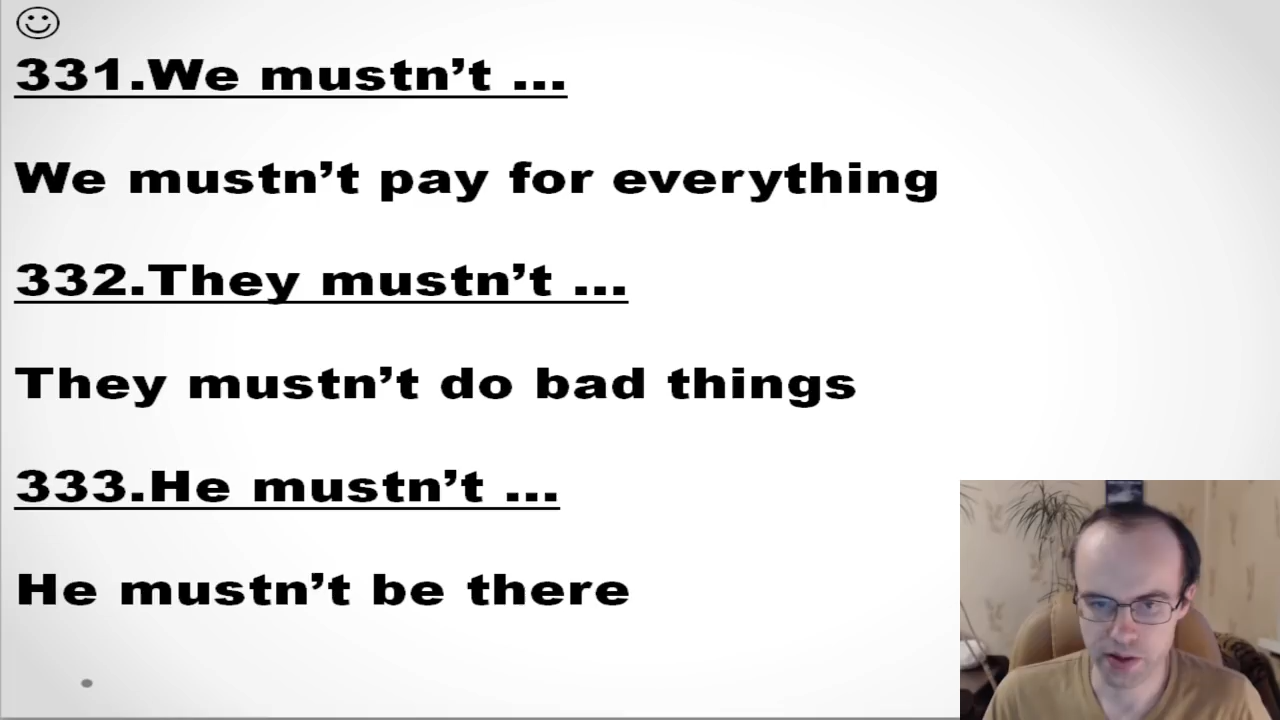 331.We mustn’t ...
We mustn’t pay for everything
332.They mustn’t ...
They mustn’t do bad things
333.He mustn’t ...
He mustn’t be there